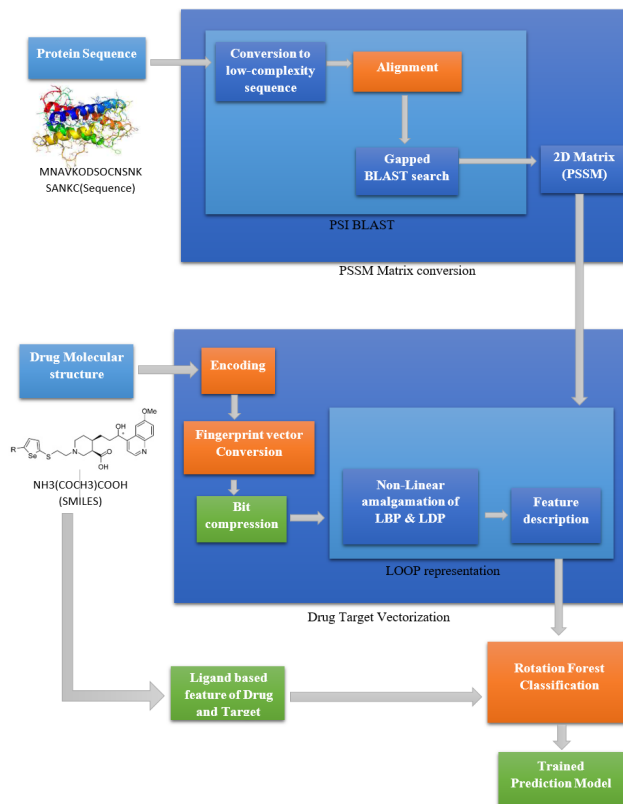 Protein Sequence
MNAVKODSOCNSNK
SANKC(Sequence)
Conversion to
low-complexity
sequence
Alignment
Gapped
BLAST search
PSI BLAST
2D Matrix
(PSSM)
PSSM Matrix conversion
Drug Molecular
structure
OH
OMe
R
Se
S
N
O
OH
N
NH3(COCH3)COOH
(SMILES)
Encoding
Fingerprint vector
Conversion
Bit
compression
Non-Linear
amalgamation of
LBP & LDP
Feature
description
LOOP representation
Drug Target Vectorization
Ligand based
feature of Drug
and Target
Rotation Forest
Classification
Trained
Prediction Model